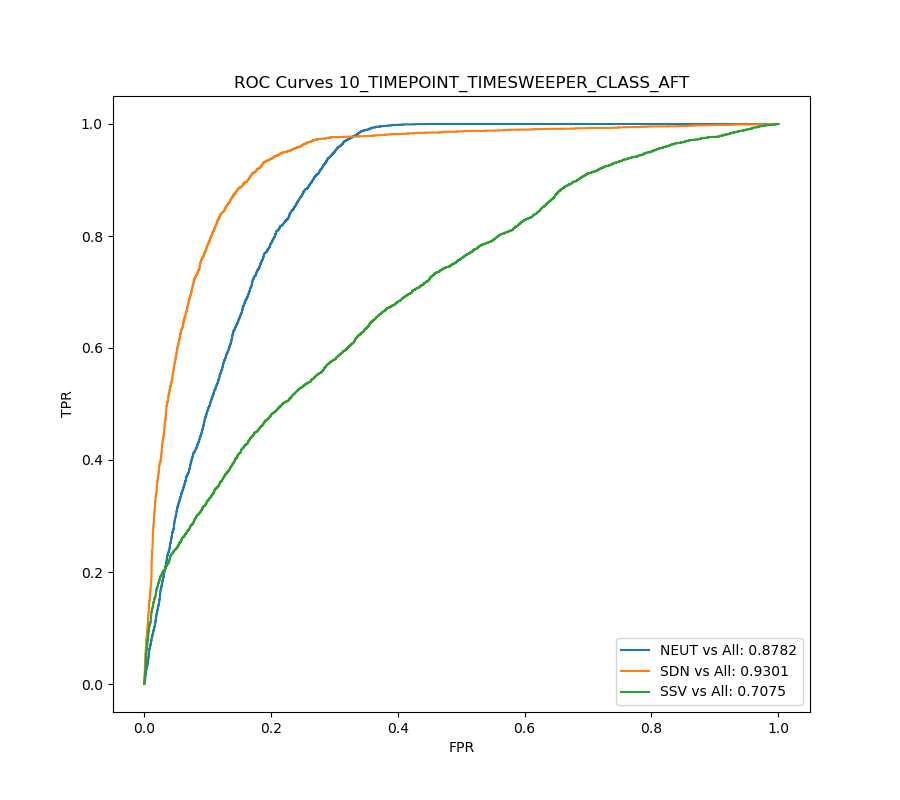 ROC Curves 10_TIMEPOINT_TIMESWEEPER_CLASS_AFT
1.0
0.8
0.6
0.4
0.2
0.0
TPR
NEUT vs All: 0.8782
SDN vs All: 0.9301
SSV vs All: 0.7075
0.0 0.2 0.4 0.6 0.8 1.0
FPR